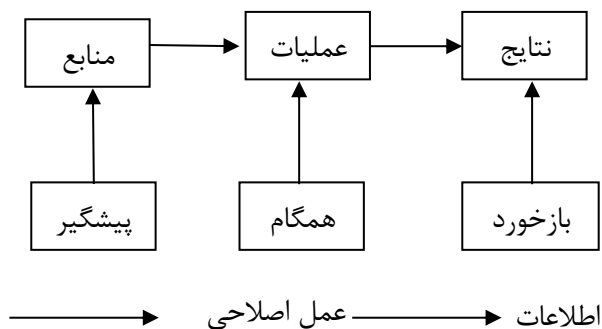 منابع
عملیات
نتایج
پیشگیر
همگام
بازخورد
عمل اصلاحی
اطلاعات